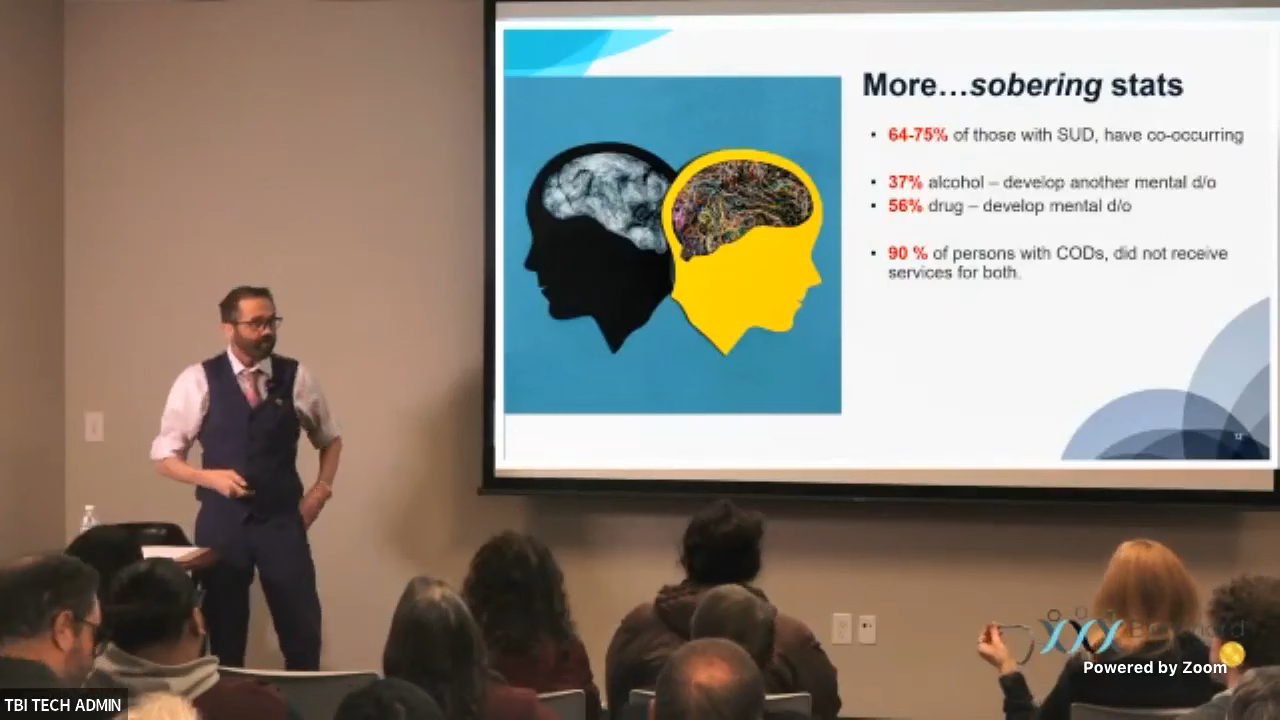 More…sobering stats
• 64-75% of those with SUD, have co-occurring
• 37% alcohol – develop another mental d/o
• 56% drug – develop mental d/o
• 90 % of persons with CODs, did not receive
services for both.
12
Powered by Zoom
TBI TECH ADMIN